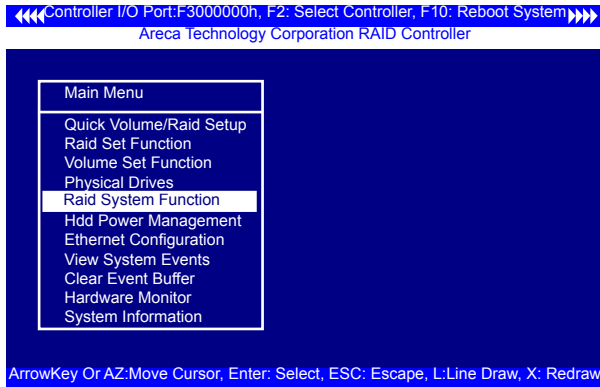 Controller I/O Port:F3000000h, F2: Select Controller, F10: Reboot System
Areca Technology Corporation RAID Controller
Main Menu
Quick Volume/Raid Setup
Raid Set Function
Volume Set Function
Physical Drives
Raid System Function
Hdd Power Management
Ethernet Configuration
View System Events
Clear Event Buffer
Hardware Monitor
System Information
ArrowKey Or AZ:Move Cursor, Enter: Select, ESC: Escape, L:Line Draw, X: Redraw